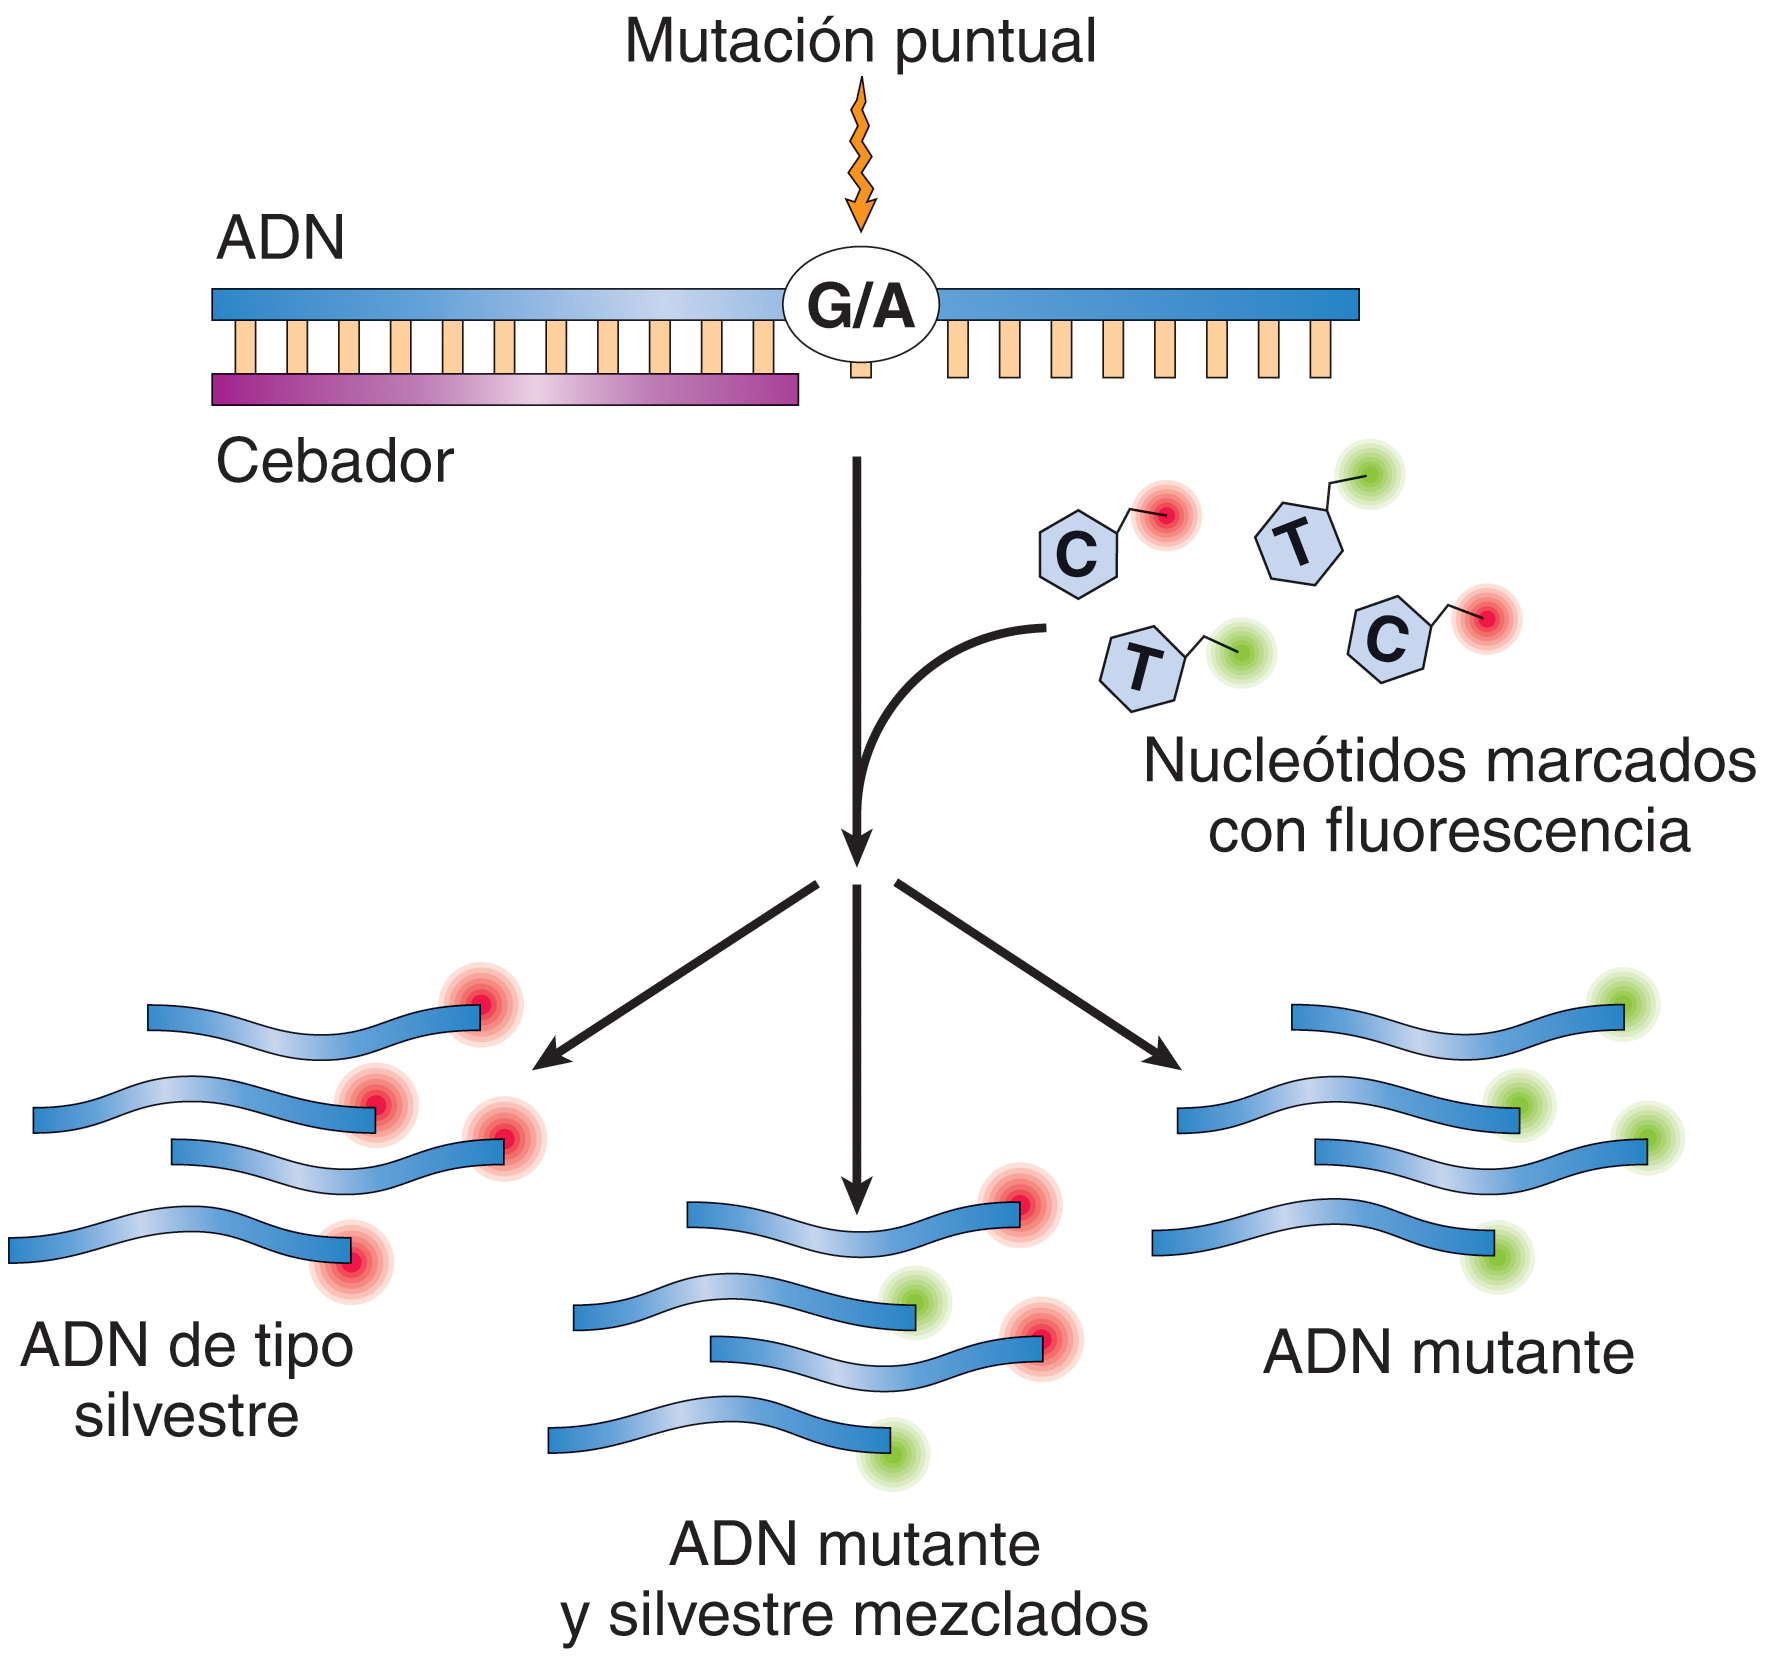 Mutación puntual
ADN
G/A
Cebador
C
T
C
T
Nucleótidos marcados
con fluorescencia
ADN de tipo
silvestre
ADN mutante
ADN mutante
y silvestre mezclados